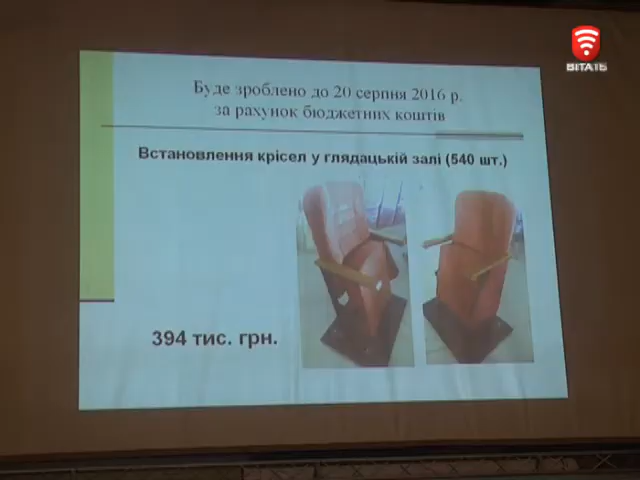 ВІТАТБ
Буде зроблено до 20 серпня 2016 р.
за рахунок бюджетних коштів
Встановлення крісел у глядацькій залі (540 шт.)
394 тис. грн.